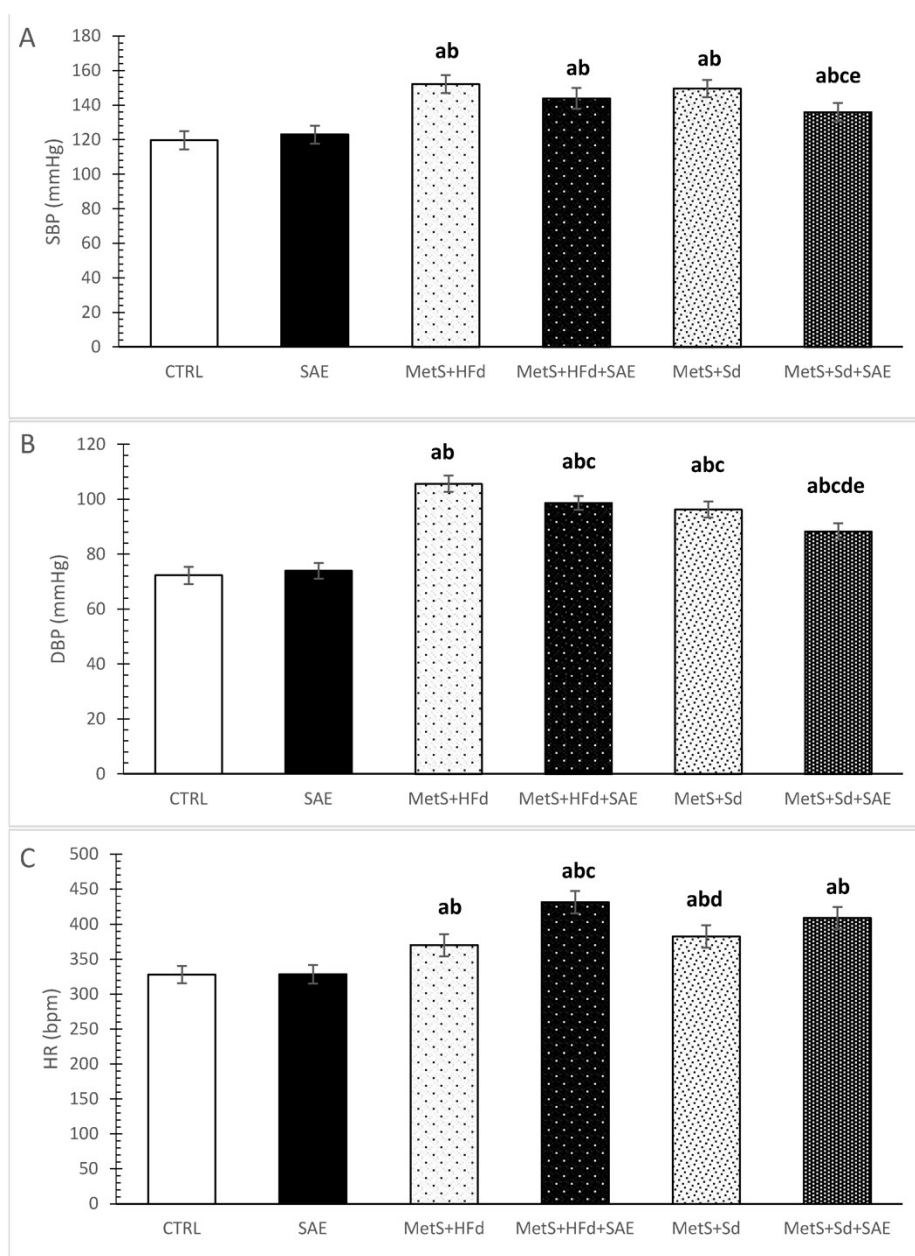 A
SBP (mmHg)
180
160
140
120
100
80
60
40
20
0
ab
ab
ab
abce
CTRL SAE MetS+HFd MetS+HFd+SAE MetS+Sd MetS+Sd+SAE
B
DBP (mmHg)
120
100
80
60
40
20
0
ab
abc
abc
abcde
CTRL SAE MetS+HFd MetS+HFd+SAE MetS+Sd MetS+Sd+SAE
C
HR (bpm)
500
450
400
350
300
250
200
150
100
50
0
ab
abc
abd
ab
CTRL SAE MetS+HFd MetS+HFd+SAE MetS+Sd MetS+Sd+SAE